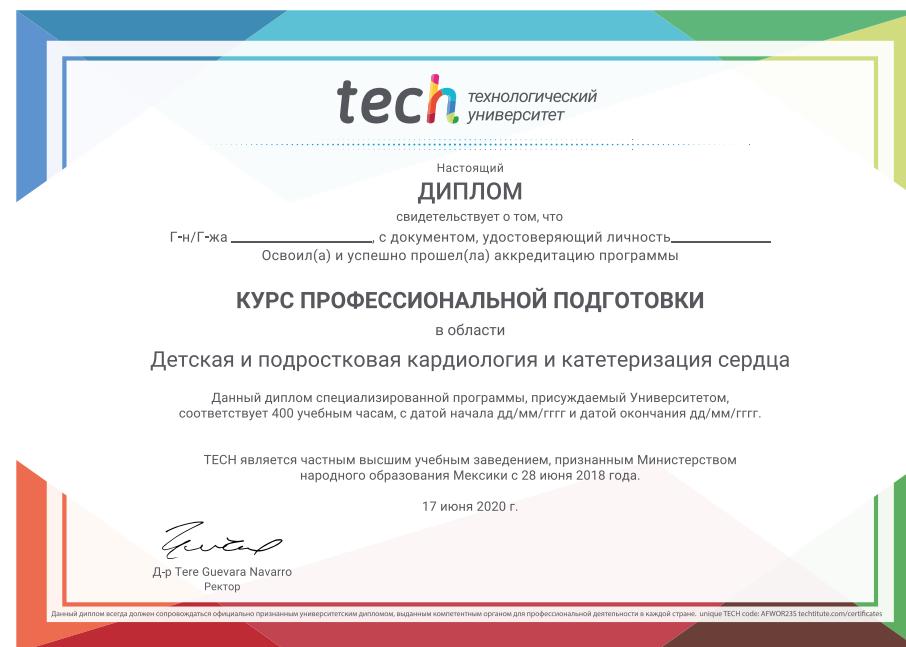 tech технологический
университет
Настоящий
ДИПЛОМ
свидетельствует о том, что
Г-н/Г-жа ____________________, с документом, удостоверяющий личность______________
Освоил(а) и успешно прошел(ла) аккредитацию программы
КУРС ПРОФЕССИОНАЛЬНОЙ ПОДГОТОВКИ
в области
Детская и подростковая кардиология и катетеризация сердца
Данный диплом специализированной программы, присуждаемый Университетом,
соответствует 400 учебным часам, с датой начала дд/мм/гггг и датой окончания дд/мм/гггг.
TECH является частным высшим учебным заведением, признанным Министерством
народного образования Мексики с 28 июня 2018 года.
17 июня 2020 г.
Д-р Tere Guevara Navarro
Ректор
Данный диплом всегда должен сопровождаться официально признанным университетским дипломом, выданным компетентным органом для профессиональной деятельности в каждой стране. unique TECH code: AFWOR235 techtitute.com/certificates